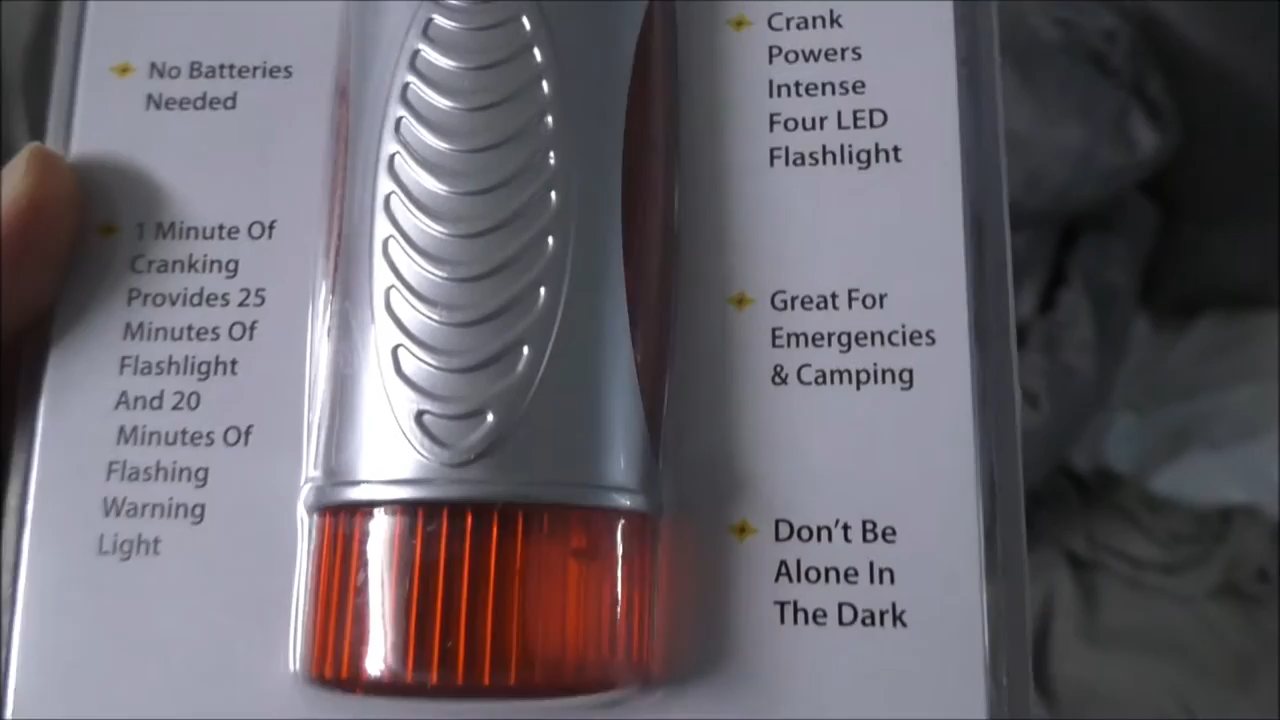 No Batteries
Needed
1 Minute Of
Cranking
Provides 25
Minutes Of
Flashlight
And 20
Minutes Of
Flashing
Warning
Light
Crank
Powers
Intense
Four LED
Flashlight
Great For
Emergencies
& Camping
Don't Be
Alone In
The Dark